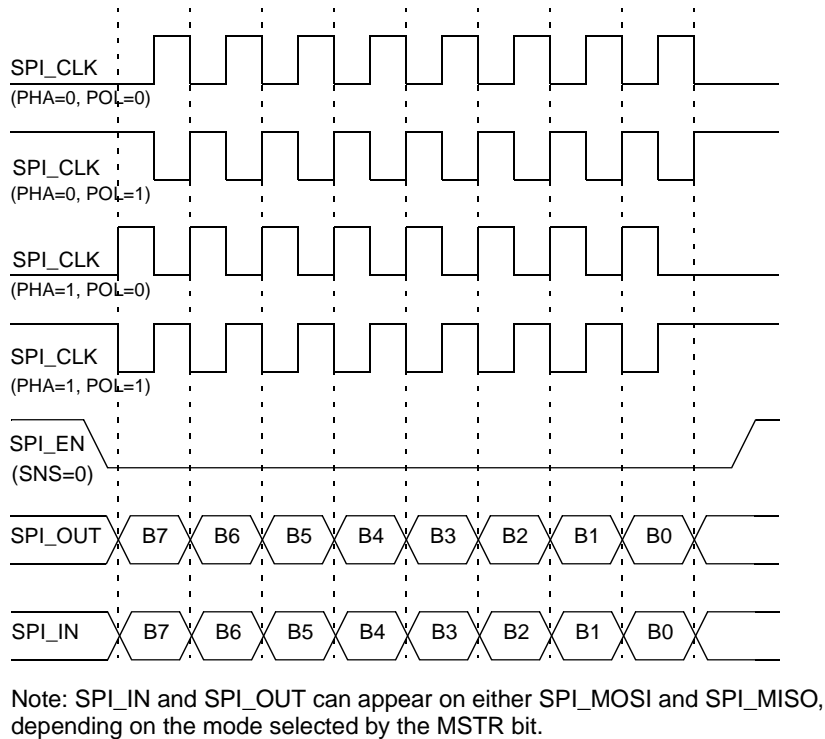 SPI_CLK
(PHA=0, POL=0)
SPI_CLK
(PHA=0, POL=1)
SPI_CLK
(PHA=1, POL=0)
SPI_CLK
(PHA=1, POL=1)
SPI_EN
(SNS=0)
SPI_OUT B7 B6 B5 B4 B3 B2 B1 B0
SPI_IN B7 B6 B5 B4 B3 B2 B1 B0
Note: SPI_IN and SPI_OUT can appear on either SPI_MOSI and SPI_MISO,
depending on the mode selected by the MSTR bit.